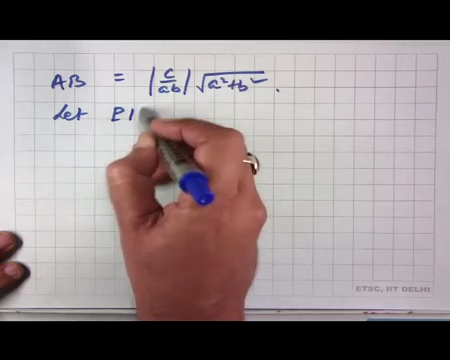 AB = |c/ab| √a²+b² .
Let
ETSC, IIT DELHI